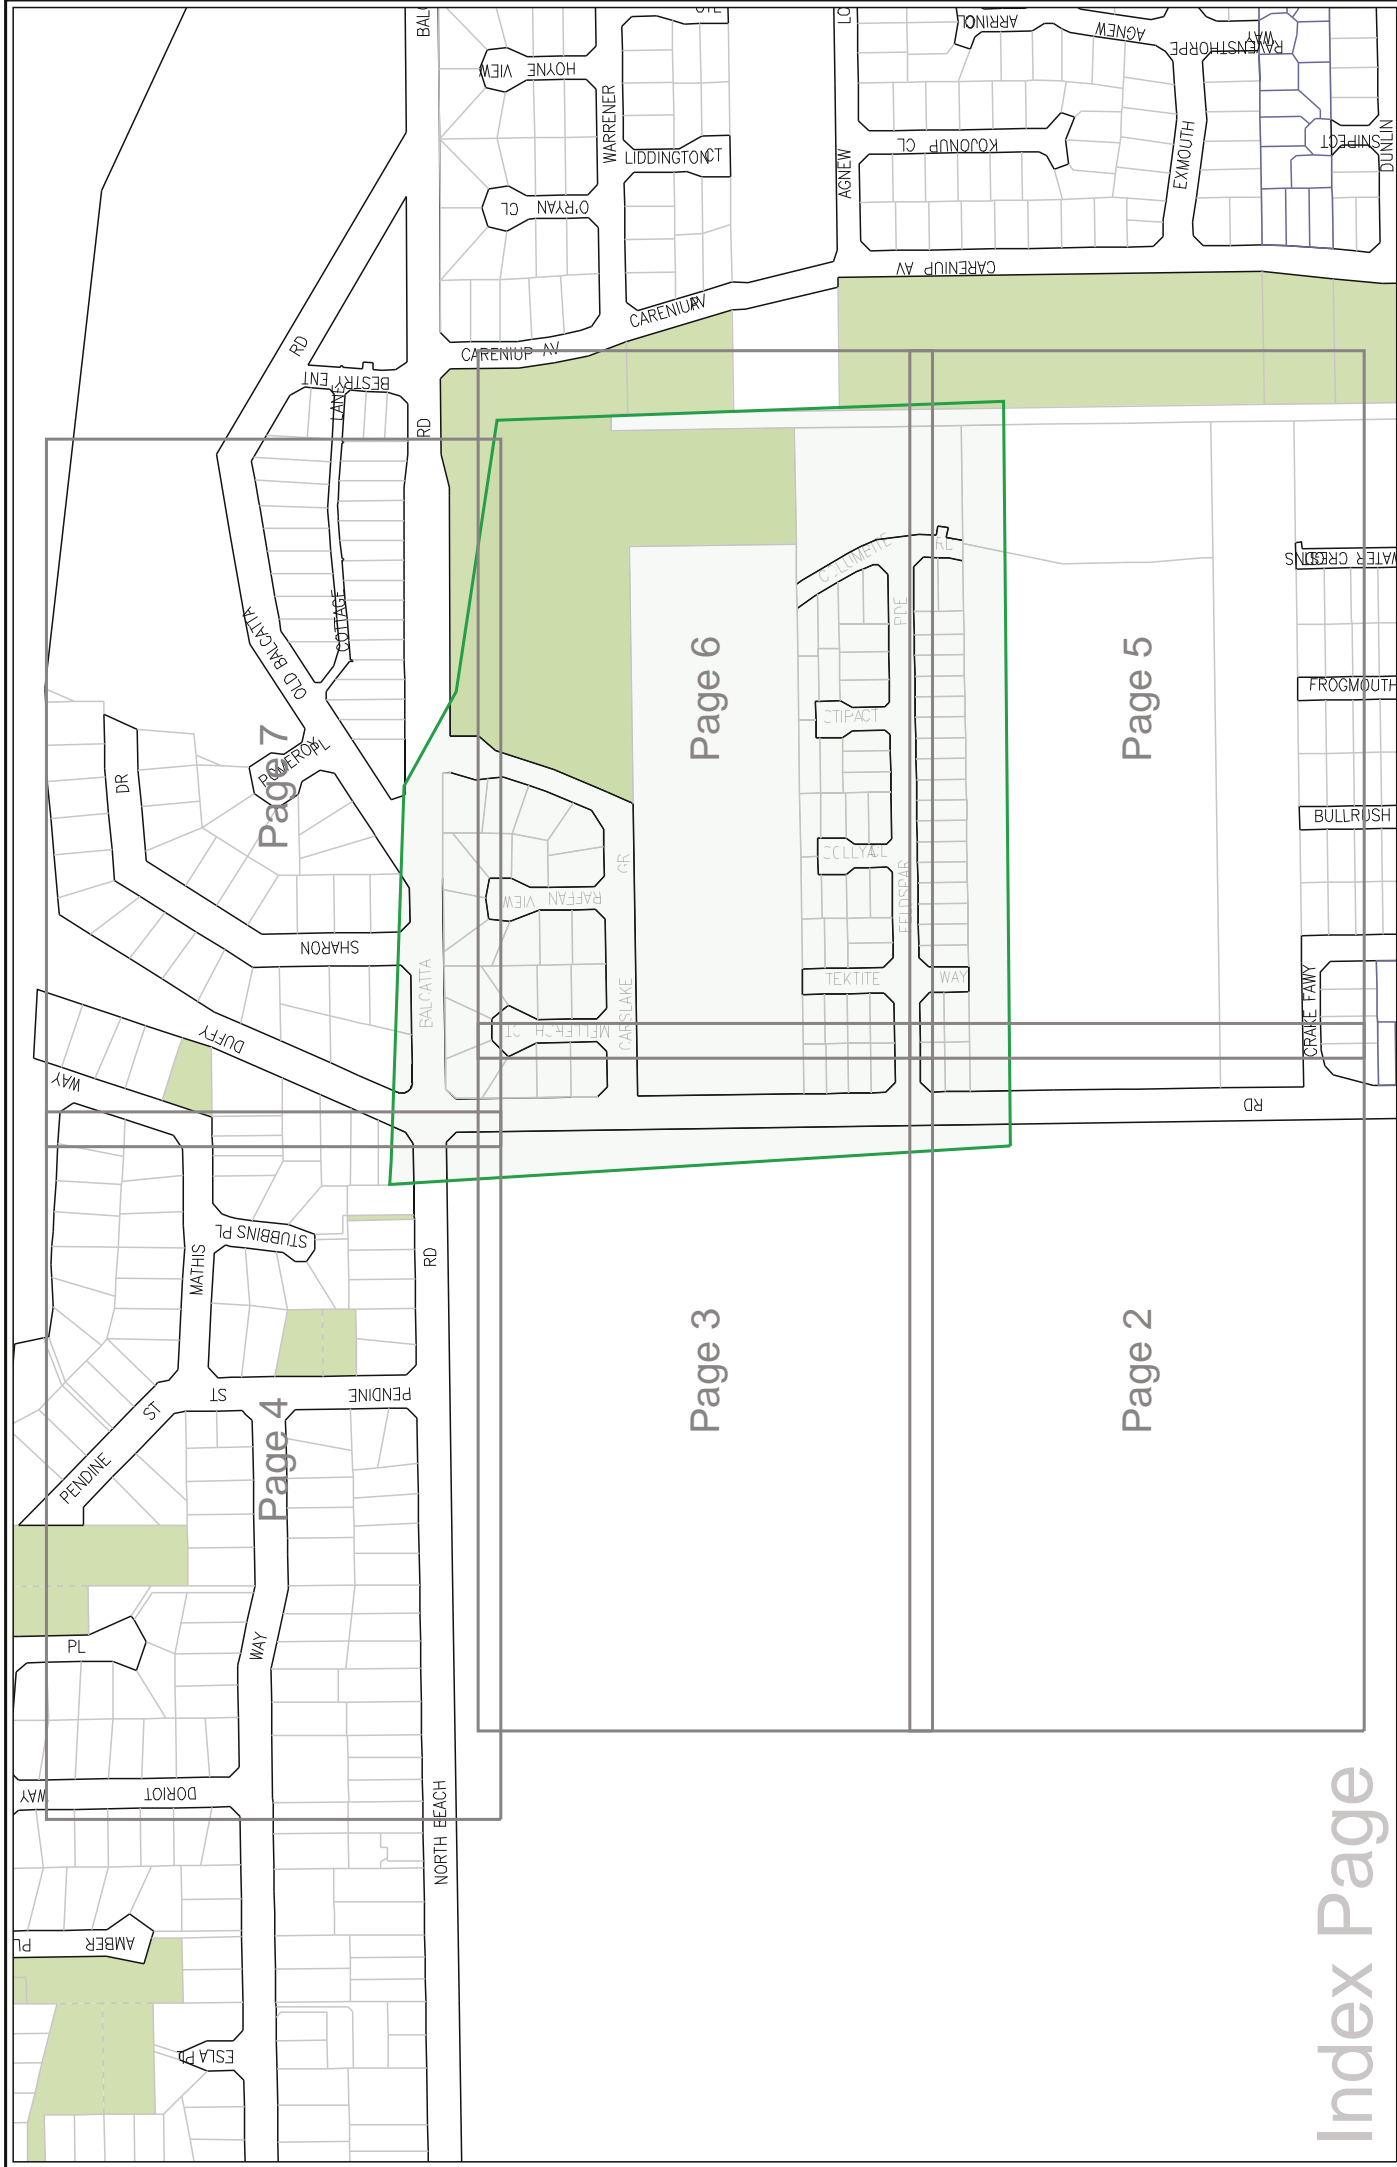 HOYNE VIEW
WARRENER
LIDDINGTON CT
O'RYAN CL
AGNEW
KOJONUP CL
AGNEW
EXMOUTH
RAVENSTHORPE
WAY
SNIPE CT
DUNLIN
CARENIUP AV
CARENIUP AV
CARENIUP AV
RD
BESTRY ENT
LANE
RD
COTTAGE
OLD BALCATTA
POMEROY PL
Page 7
DR
SHARON
DUFFY
WAY
BALCATTA
RAFFAN VIEW
GR
CARSLAKE
CT
Page 6
PDE
FELDSPAR
TEKTITE WAY
Page 5
FROGMOUTH
BULLRUSH
CRAKE FAWY
RD
STUBBINS PL
MATHIS
RD
PENDINE ST
ST
PENDINE
Page 4
Page 3
Page 2
PL
WAY
DORIOT
WAY
NORTH BEACH
AMBER PL
ESLA PL
Index Page